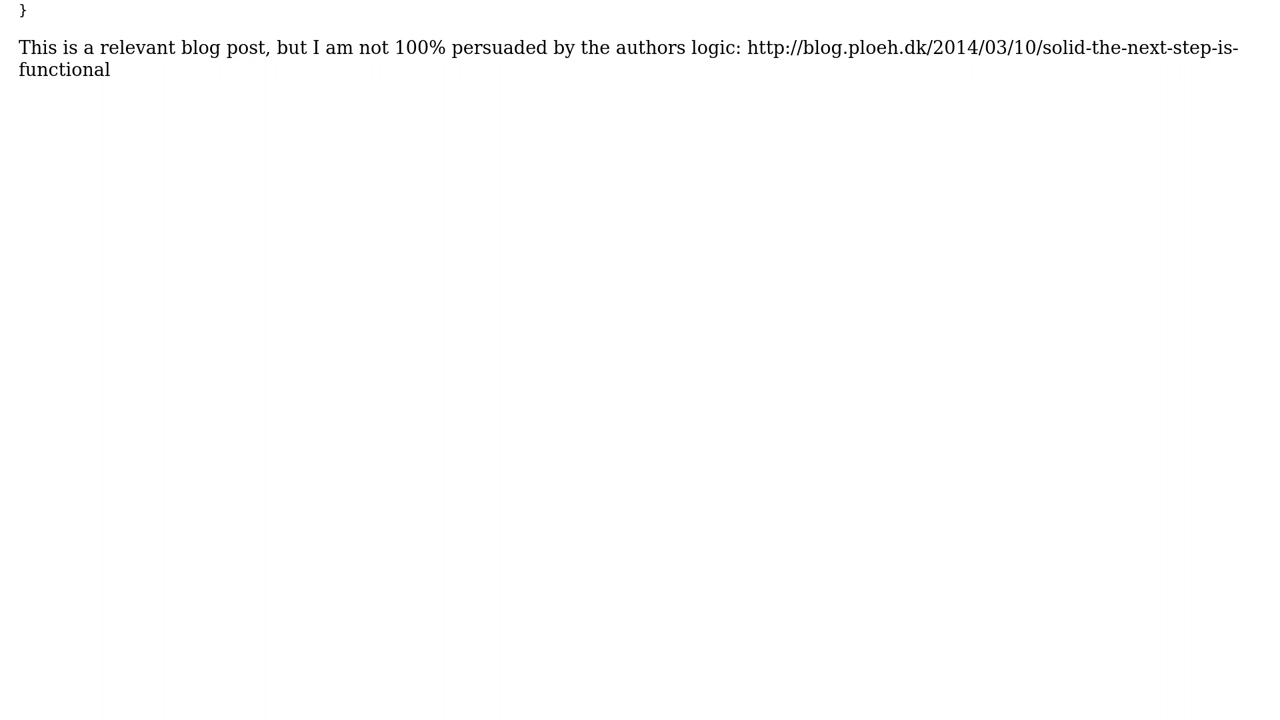 }
This is a relevant blog post, but I am not 100% persuaded by the authors logic: http://blog.ploeh.dk/2014/03/10/solid-the-next-step-is-
functional